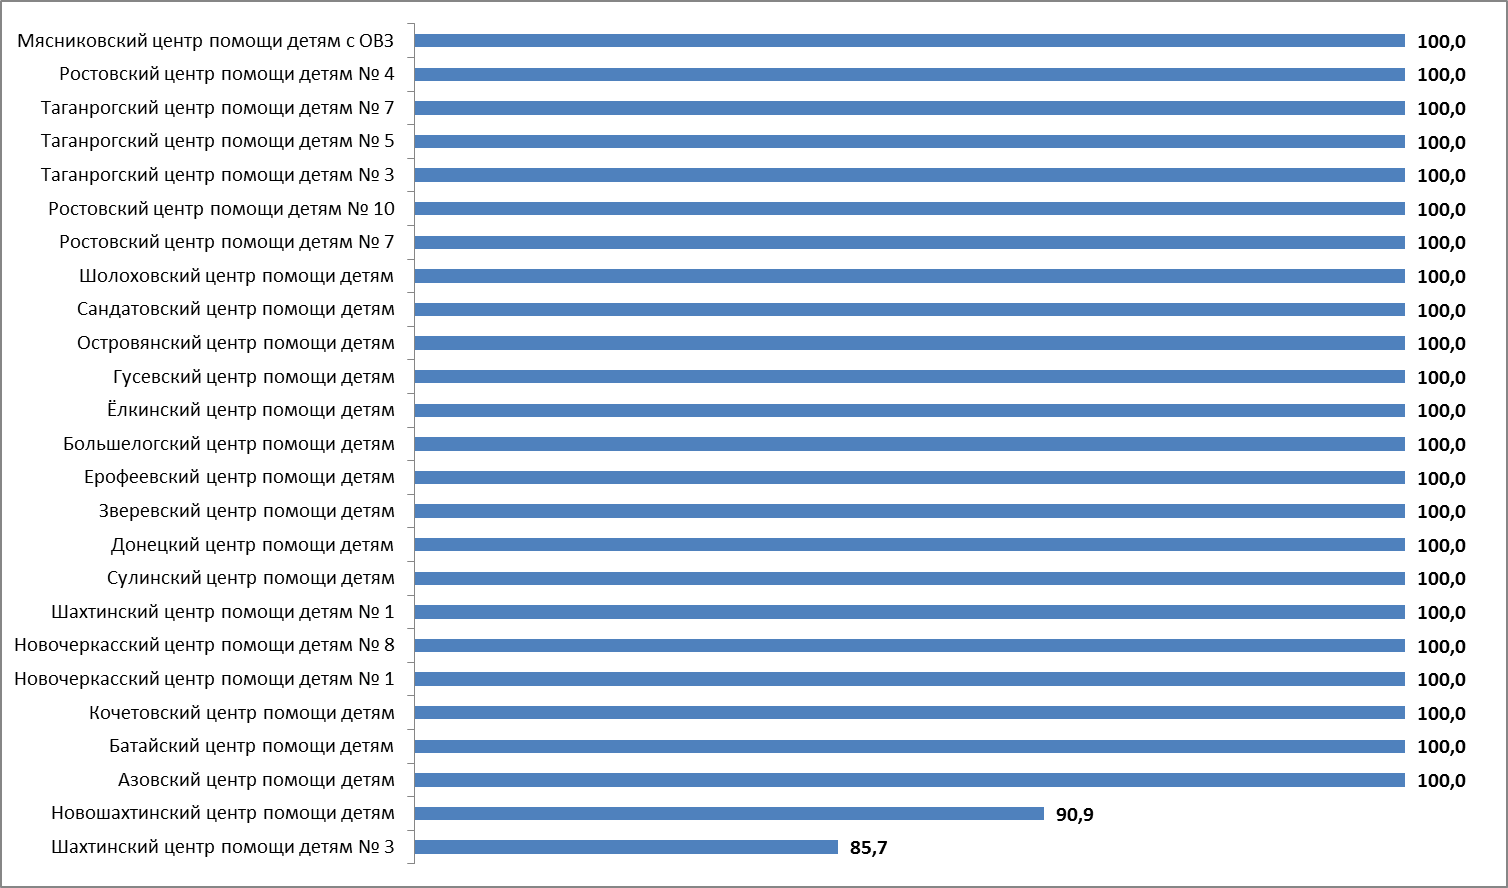 Мясниковский центр помощи детям с ОВЗ 100,0
Ростовский центр помощи детям № 4 100,0
Таганрогский центр помощи детям № 7 100,0
Таганрогский центр помощи детям № 5 100,0
Таганрогский центр помощи детям № 3 100,0
Ростовский центр помощи детям № 10 100,0
Ростовский центр помощи детям № 7 100,0
Шолоховский центр помощи детям 100,0
Сандатовский центр помощи детям 100,0
Островянский центр помощи детям 100,0
Гусевский центр помощи детям 100,0
Ёлкинский центр помощи детям 100,0
Большелогский центр помощи детям 100,0
Ерофеевский центр помощи детям 100,0
Зверевский центр помощи детям 100,0
Донецкий центр помощи детям 100,0
Сулинский центр помощи детям 100,0
Шахтинский центр помощи детям № 1 100,0
Новочеркасский центр помощи детям № 8 100,0
Новочеркасский центр помощи детям № 1 100,0
Кочетовский центр помощи детям 100,0
Батайский центр помощи детям 100,0
Азовский центр помощи детям 100,0
Новошахтинский центр помощи детям 90,9
Шахтинский центр помощи детям № 3 85,7